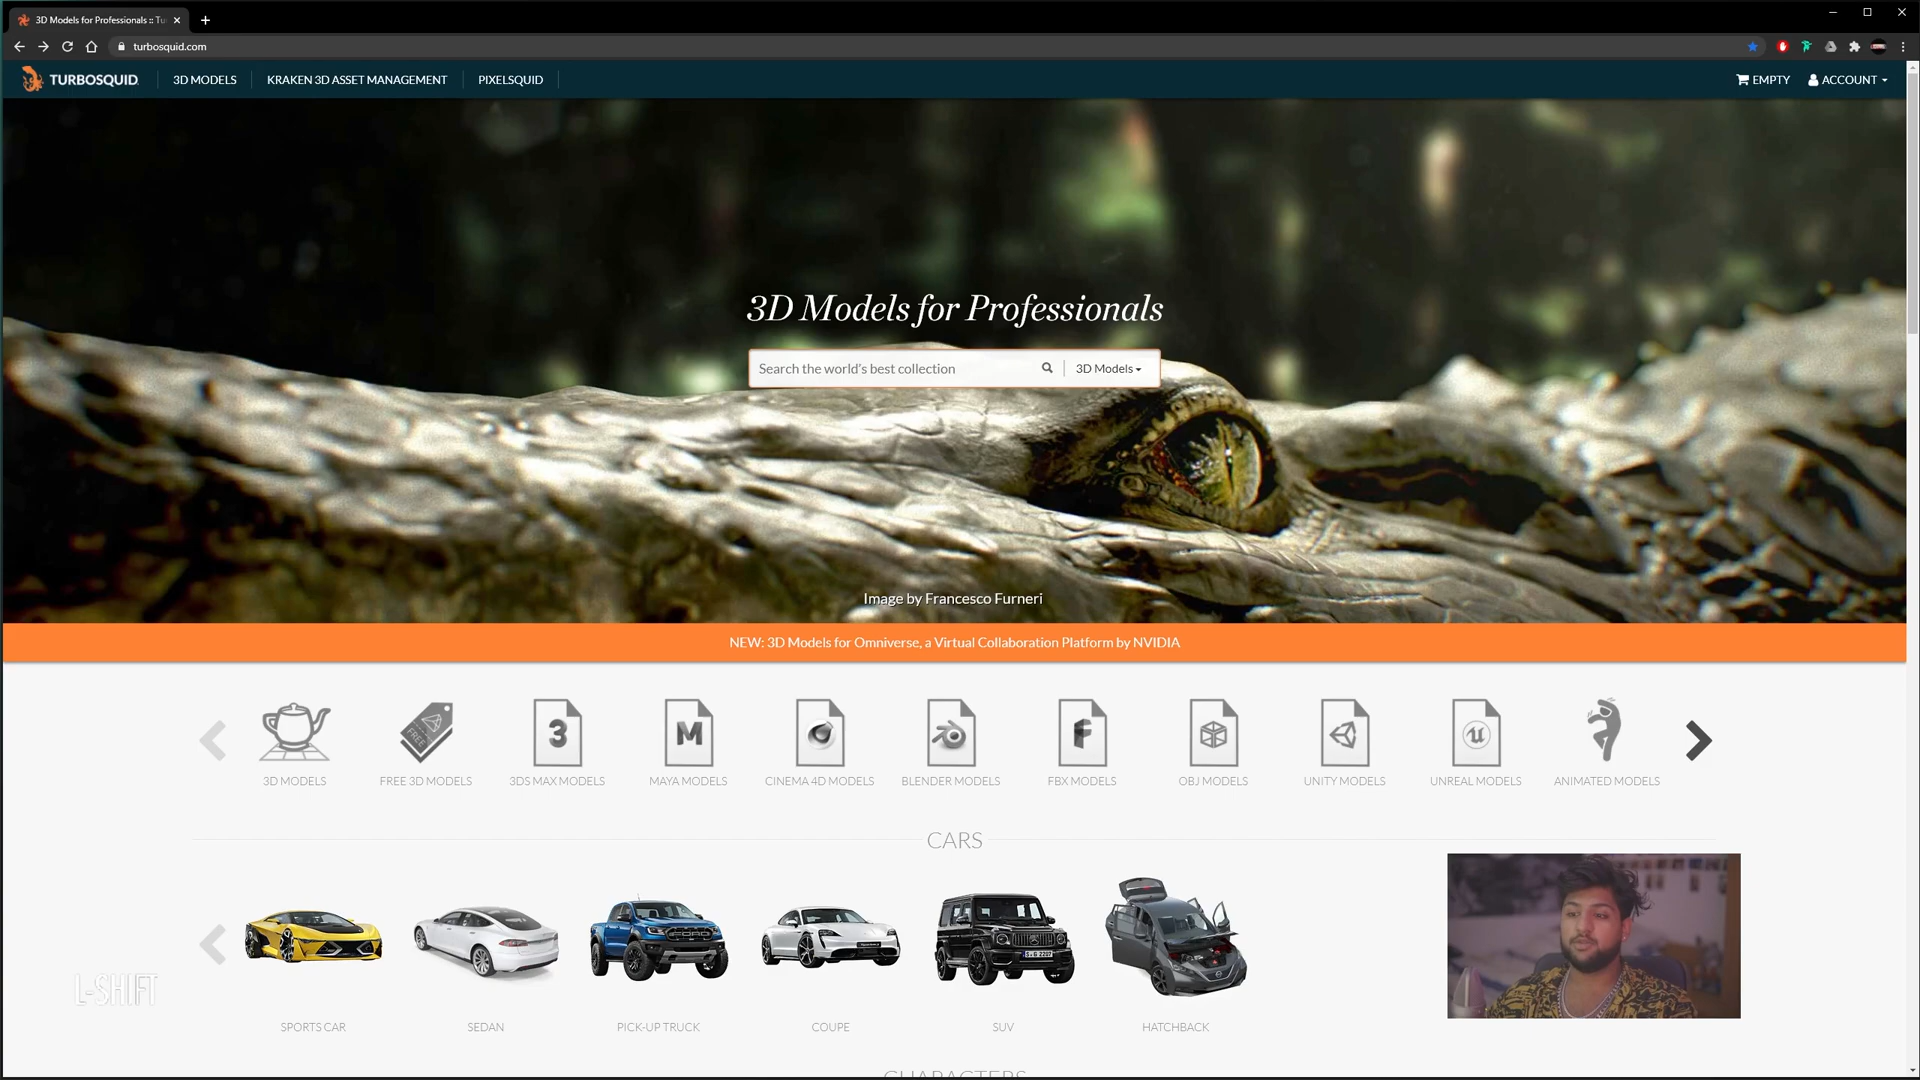 3D Models for Professionals :: Tu
turbosquid.com
TURBOSQUID
3D MODELS
KRAKEN 3D ASSET MANAGEMENT
PIXELSQUID
EMPTY
ACCOUNT
3D Models for Professionals
Search the world's best collection
3D Models
Image by Francesco Furneri
NEW: 3D Models for Omniverse, a Virtual Collaboration Platform by NVIDIA
FREE
3
M
F
3D MODELS
FREE 3D MODELS
3DS MAX MODELS
MAYA MODELS
CINEMA 4D MODELS
BLENDER MODELS
FBX MODELS
OBJ MODELS
UNITY MODELS
UNREAL MODELS
ANIMATED MODELS
CARS
FORD
L-SHIFT
SPORTS CAR
SEDAN
PICK-UP TRUCK
COUPE
SUV
HATCHBACK
CHARACTERS